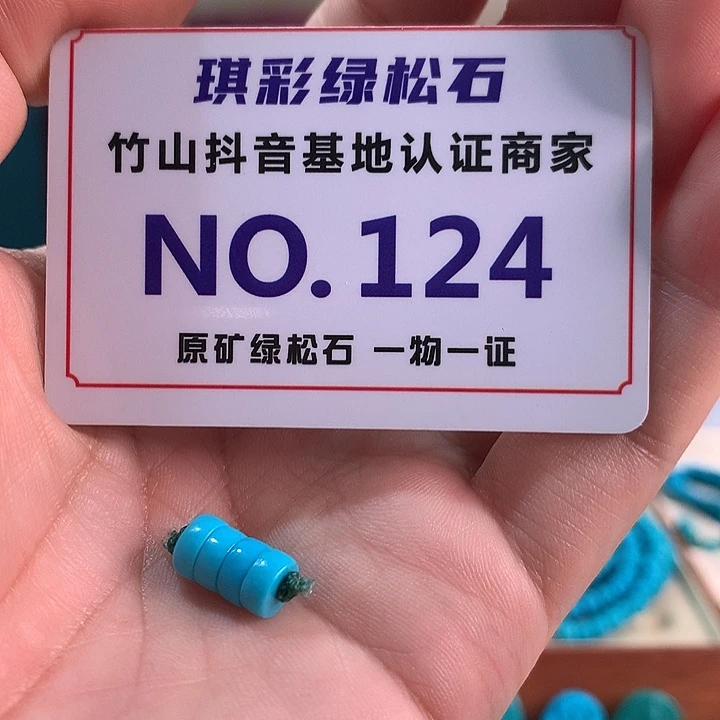 琪彩绿松石
竹山抖音基地认证商家
NO.124
原矿绿松石 一物一证